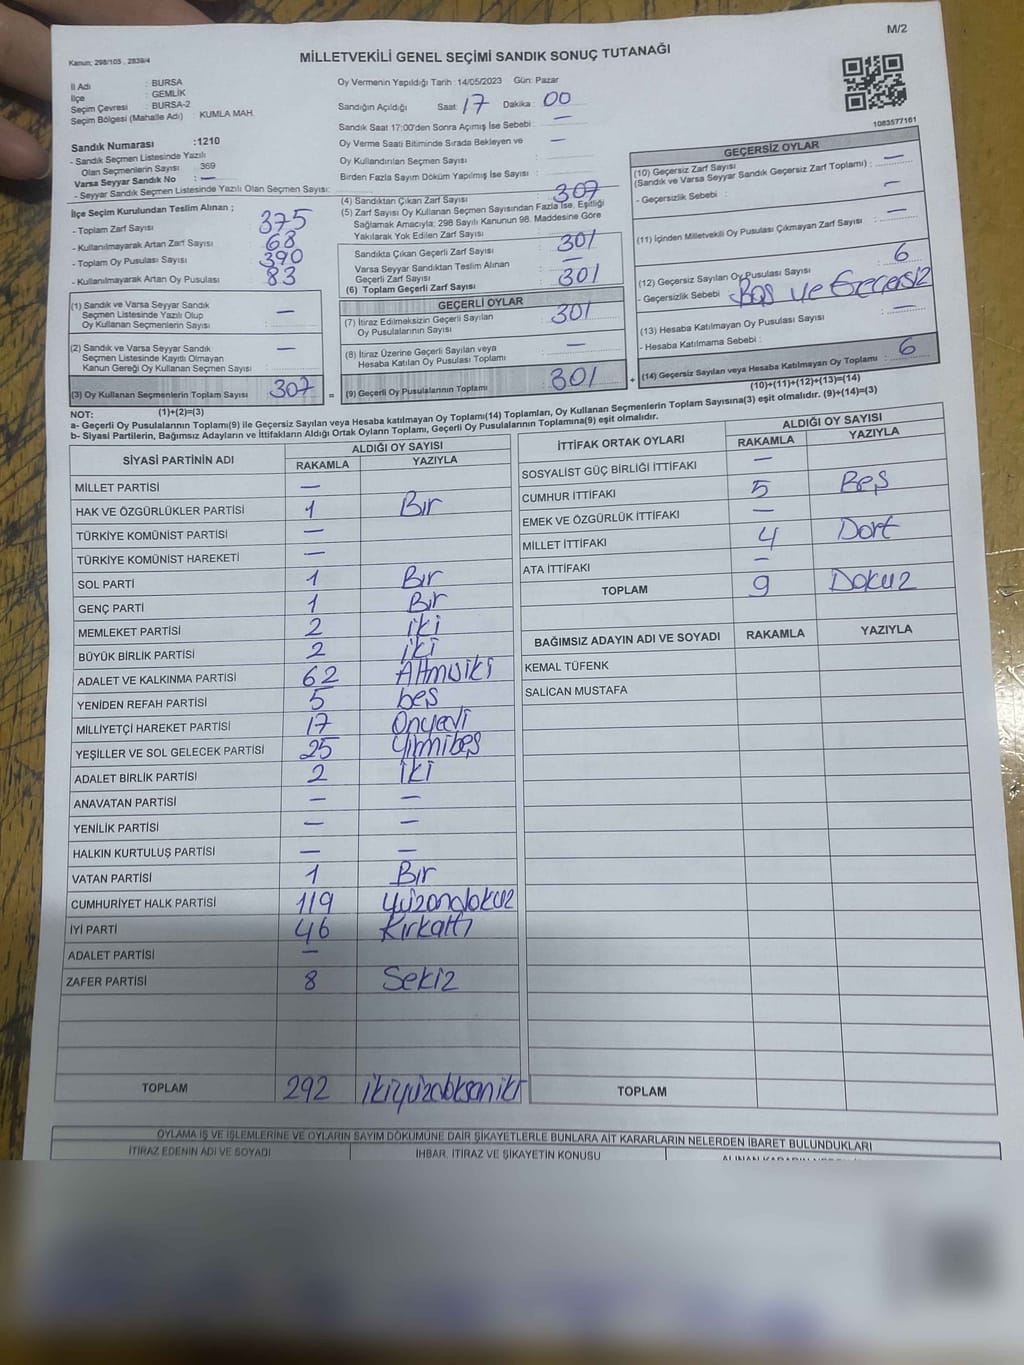 M/2
Kanun: 298/105 , 2839/4
MİLLETVEKİLİ GENEL SEÇİMİ SANDIK SONUÇ TUTANAĞI
İl Adı : BURSA
İlçe : GEMLİK
Seçim Çevresi : BURSA-2
Seçim Bölgesi (Mahalle Adı) KUMLA MAH.
Oy Vermenin Yapıldığı Tarih : 14/05/2023 Gün: Pazar
Sandığın Açıldığı Saat: 17 Dakika: 00
Sandık Saat 17:00'den Sonra Açımış İse Sebebi : —
Oy Verme Saati Bitiminde Sırada Bekleyen ve —
Oy Kullandırılan Seçmen Sayısı
Birden Fazla Sayım Döküm Yapılmış İse Sayısı :
1083577161
Sandık Numarası :1210
- Sandık Seçmen Listesinde Yazılı
Olan Seçmenlerin Sayısı 369
Varsa Seyyar Sandık No : —
- Seyyar Sandık Seçmen Listesinde Yazılı Olan Seçmen Sayısı:
İlçe Seçim Kurulundan Teslim Alınan ;
- Toplam Zarf Sayısı 375
- Kullanılmayarak Artan Zarf Sayısı 68
- Toplam Oy Pusulası Sayısı 390
- Kullanılmayarak Artan Oy Pusulası 83
(1) Sandık ve Varsa Seyyar Sandık
Seçmen Listesinde Yazılı Olup
Oy Kullanan Seçmenlerin Sayısı : —
(2) Sandık ve Varsa Seyyar Sandık
Seçmen Listesinde Kayıtlı Olmayan
Kanun Gereği Oy Kullanan Seçmen Sayısı : —
(3) Oy Kullanan Seçmenlerin Toplam Sayısı 307
(1)+(2)=(3)
(4) Sandıktan Çıkan Zarf Sayısı 307
(5) Zarf Sayısı Oy Kullanan Seçmen Sayısından Fazla İse, Eşitliği
Sağlamak Amacıyla; 298 Sayılı Kanunun 98. Maddesine Göre
Yakılarak Yok Edilen Zarf Sayısı :
Sandıkta Çıkan Geçerli Zarf Sayısı 301
Varsa Seyyar Sandıktan Teslim Alınan
Geçerli Zarf Sayısı —
(6) Toplam Geçerli Zarf Sayısı 301
GEÇERLİ OYLAR
(7) İtiraz Edilmeksizin Geçerli Sayılan
Oy Pusulalarının Sayısı 301
(8) İtiraz Üzerine Geçerli Sayılan veya
Hesaba Katılan Oy Pusulası Toplamı —
= (9) Geçerli Oy Pusulalarının Toplamı 301
GEÇERSİZ OYLAR
(10) Geçersiz Zarf Sayısı
(Sandık ve Varsa Seyyar Sandık Geçersiz Zarf Toplamı) : —
- Geçersizlik Sebebi : —
(11) İçinden Milletvekili Oy Pusulası Çıkmayan Zarf Sayısı —
(12) Geçersiz Sayılan Oy Pusulası Sayısı 6
- Geçersizlik Sebebi Boş ve Geçersiz
(13) Hesaba Katılmayan Oy Pusulası Sayısı —
- Hesaba Katılmama Sebebi :
+ (14) Geçersiz Sayılan veya Hesaba Katılmayan Oy Toplamı : 6
(10)+(11)+(12)+(13)=(14)
NOT:
a- Geçerli Oy Pusulalarının Toplamı(9) ile Geçersiz Sayılan veya Hesaba katılmayan Oy Toplamı(14) Toplamları, Oy Kullanan Seçmenlerin Toplam Sayısına(3) eşit olmalıdır. (9)+(14)=(3)
b- Siyasi Partilerin, Bağımsız Adayların ve İttifakların Aldığı Ortak Oyların Toplamı, Geçerli Oy Pusulalarının Toplamına(9) eşit olmalıdır.
SİYASİ PARTİNİN ADI ALDIĞI OY SAYISI
RAKAMLA YAZIYLA
MİLLET PARTİSİ —
HAK VE ÖZGÜRLÜKLER PARTİSİ 1 Bır
TÜRKİYE KOMÜNİST PARTİSİ —
TÜRKİYE KOMÜNİST HAREKETİ —
SOL PARTİ 1 Bır
GENÇ PARTİ 1 Bır
MEMLEKET PARTİSİ 2 iki
BÜYÜK BİRLİK PARTİSİ 2 iki
ADALET VE KALKINMA PARTİSİ 62 Altmışiki
YENİDEN REFAH PARTİSİ 5 beş
MİLLİYETÇİ HAREKET PARTİSİ 17 Onyedi
YEŞİLLER VE SOL GELECEK PARTİSİ 25 Yirmibeş
ADALET BİRLİK PARTİSİ 2 iki
ANAVATAN PARTİSİ — —
YENİLİK PARTİSİ — —
HALKIN KURTULUŞ PARTİSİ — —
VATAN PARTİSİ 1 Bır
CUMHURİYET HALK PARTİSİ 119 Yüzondokuz
İYİ PARTİ 46 Kırkaltı
ADALET PARTİSİ —
ZAFER PARTİSİ 8 Sekiz
TOPLAM 292 ikiyüzdoksaniki
İTTİFAK ORTAK OYLARI ALDIĞI OY SAYISI
RAKAMLA YAZIYLA
SOSYALIST GÜÇ BİRLİĞİ İTTİFAKI —
CUMHUR İTTİFAKI 5 Beş
EMEK VE ÖZGÜRLÜK İTTİFAKI —
MİLLET İTTİFAKI 4 Dort
ATA İTTİFAKI —
TOPLAM 9 Dokuz
BAĞIMSIZ ADAYIN ADI VE SOYADI RAKAMLA YAZIYLA
KEMAL TÜFENK
SALİCAN MUSTAFA
TOPLAM
OYLAMA İŞ VE İŞLEMLERİNE VE OYLARIN SAYIM DÖKÜMÜNE DAİR ŞİKAYETLERLE BUNLARA AİT KARARLARIN NELERDEN İBARET BULUNDUKLARI
İTİRAZ EDENİN ADI VE SOYADI İHBAR, İTİRAZ VE ŞİKAYETİN KONUSU